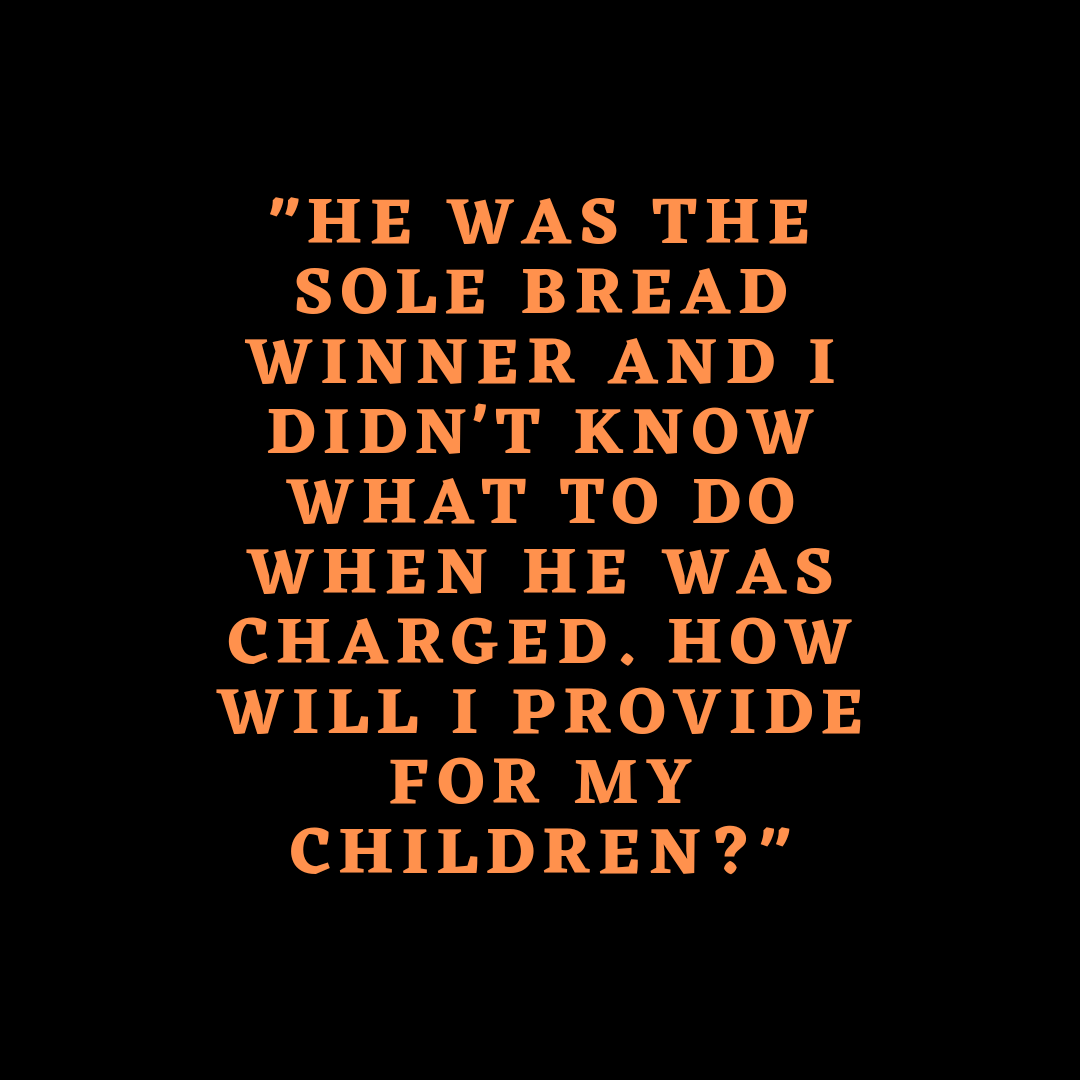 "HE WAS THE
SOLE BREAD
WINNER AND I
DIDN'T KNOW
WHAT TO DO
WHEN HE WAS
CHARGED. HOW
WILL I PROVIDE
FOR MY
CHILDREN?"